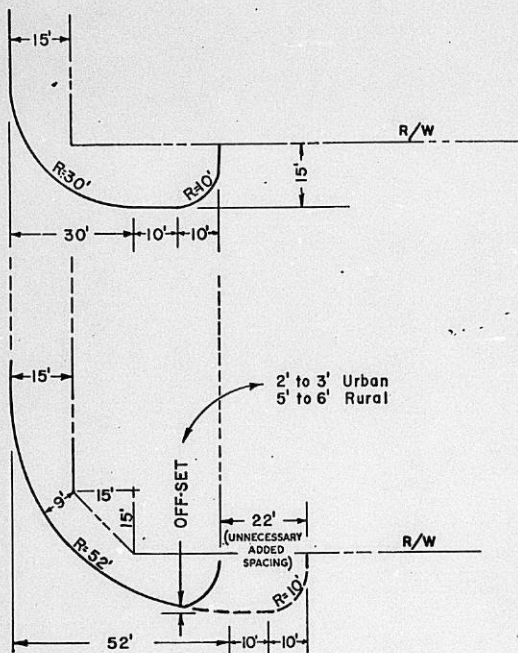 15'
R/W
R=30'
R=10'
15'
30'
10'
10'
15'
2' to 3' Urban
5' to 6' Rural
OFF-SET
9'
15'
15'
22'
(UNNECESSARY
ADDED
SPACING)
R/W
R=52'
R=10'
52'
10'
10'